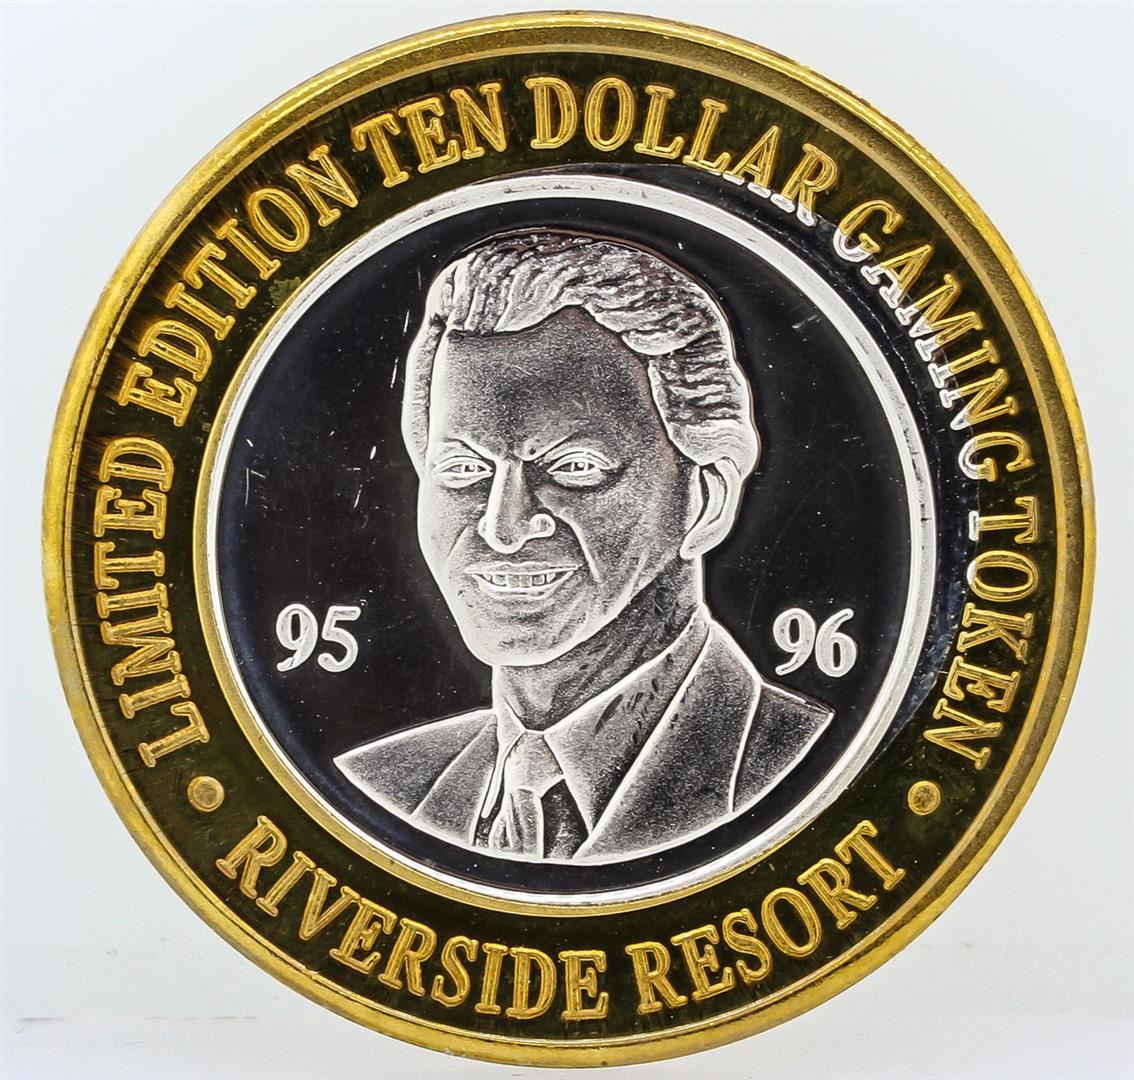 • LIMITED EDITION TEN DOLLAR GAMING TOKEN •
95 96
RIVERSIDE RESORT